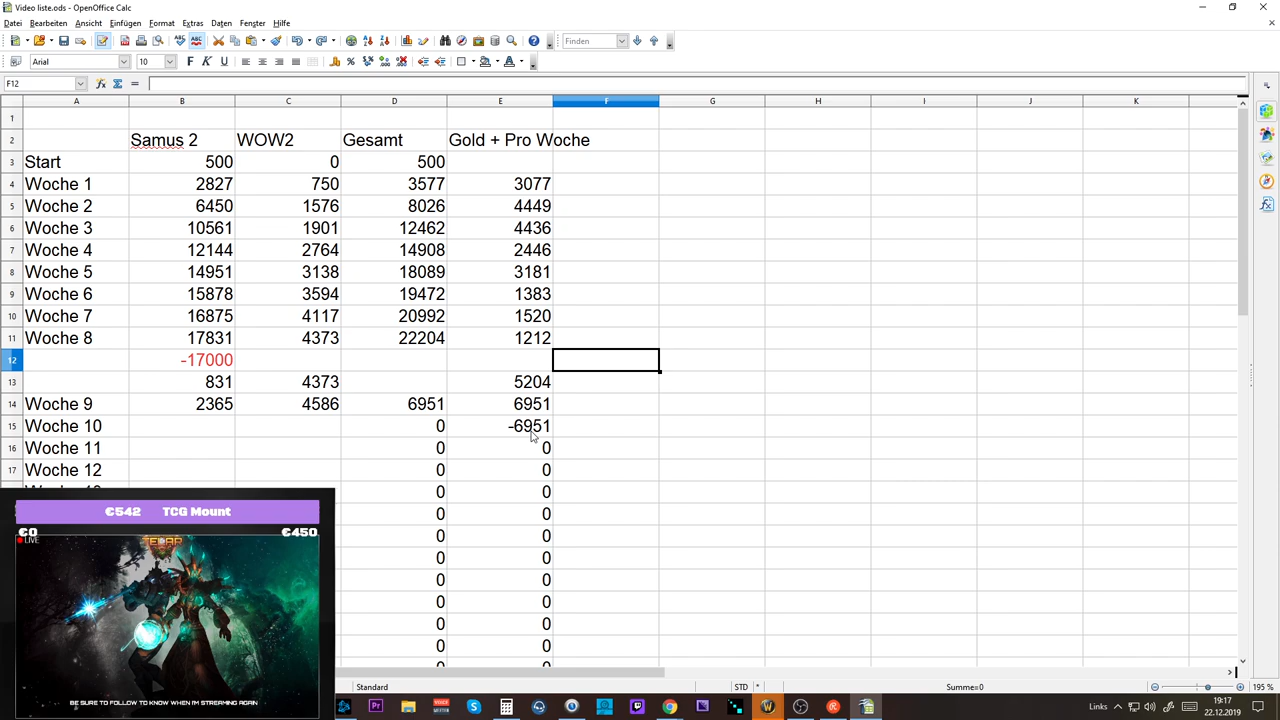 Video liste.ods - OpenOffice Calc
Datei Bearbeiten Ansicht Einfügen Format Extras Daten Fenster Hilfe
Finden
Arial 10
F12
A B C D E F G H I J K
1
2 Samus 2 WOW2 Gesamt Gold + Pro Woche
3 Start 500 0 500
4 Woche 1 2827 750 3577 3077
5 Woche 2 6450 1576 8026 4449
6 Woche 3 10561 1901 12462 4436
7 Woche 4 12144 2764 14908 2446
8 Woche 5 14951 3138 18089 3181
9 Woche 6 15878 3594 19472 1383
10 Woche 7 16875 4117 20992 1520
11 Woche 8 17831 4373 22204 1212
12 -17000
13 831 4373 5204
14 Woche 9 2365 4586 6951 6951
15 Woche 10 0 -6951
16 Woche 11 0 0
17 Woche 12 0 0
0 0
0 0
0 0
0 0
0 0
0 0
0 0
0 0
0 0
€542 TCG Mount
€0 €450
LIVE
BE SURE TO FOLLOW TO KNOW WHEN I'M STREAMING AGAIN
Standard STD * Summe=0 195 %
Links 19:17
22.12.2019